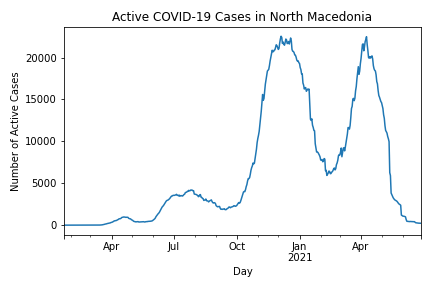 Active COVID-19 Cases in North Macedonia
Number of Active Cases
20000
15000
10000
5000
0
Apr
Jul
Oct
Jan
2021
Apr
Day